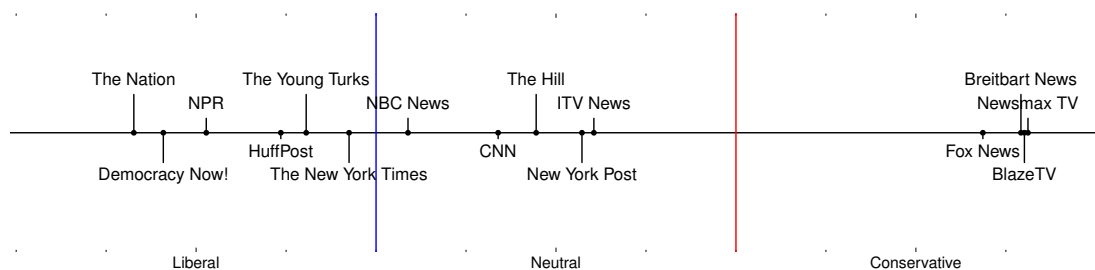 The Nation
The Young Turks
The Hill
Breitbart News
NPR
NBC News
ITV News
Newsmax TV
HuffPost
CNN
Fox News
Democracy Now!
The New York Times
New York Post
BlazeTV
Liberal
Neutral
Conservative